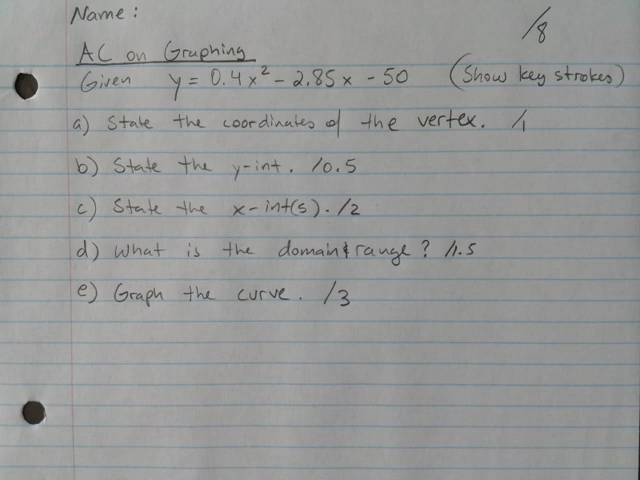 Name:
/8
AC on Graphing
Given y = 0.4x² - 2.85x - 50 (Show key strokes)
a) State the coordinates of the vertex. /1
b) State the y-int. /0.5
c) State the x-int(s). /2
d) What is the domain & range? /1.5
e) Graph the curve. /3